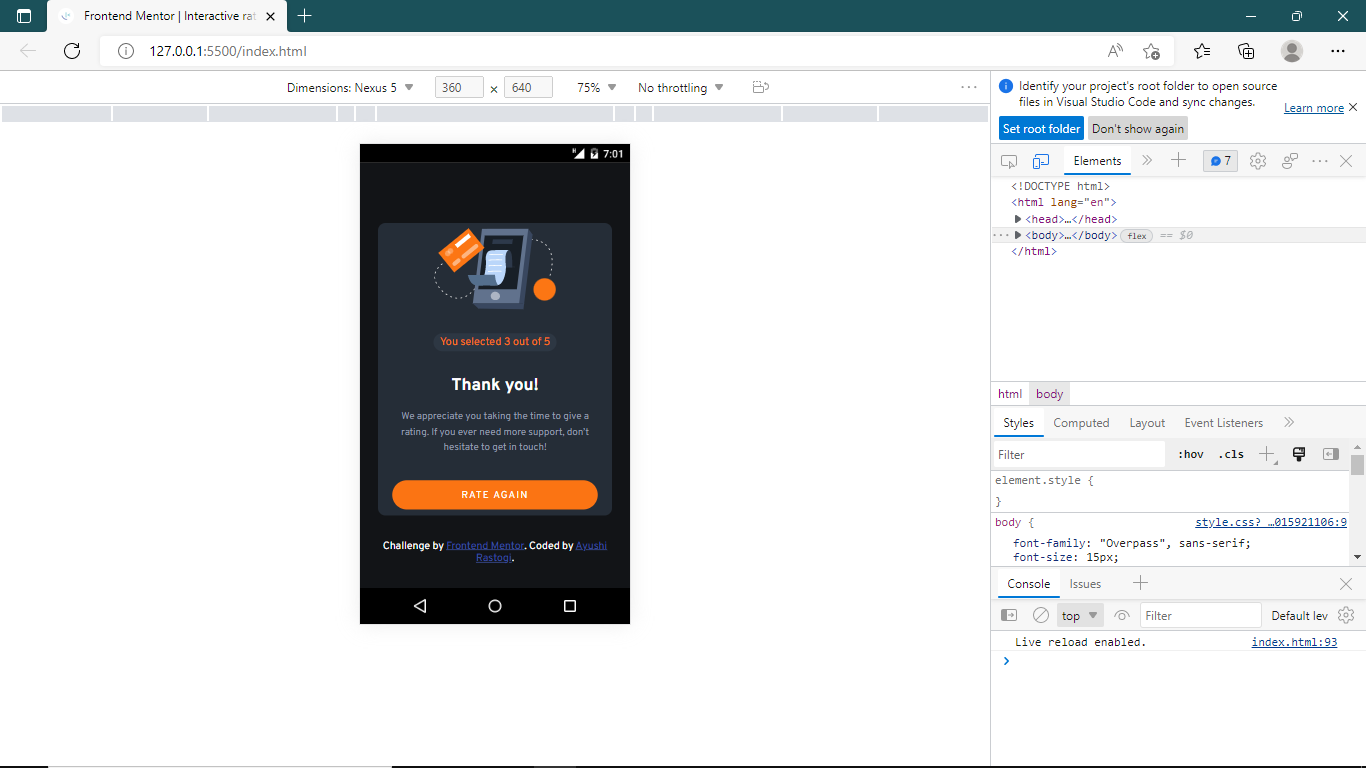 Frontend Mentor | Interactive rat
127.0.0.1:5500/index.html
Dimensions: Nexus 5 360 × 640 75% No throttling
7:01
You selected 3 out of 5
Thank you!
We appreciate you taking the time to give a
rating. If you ever need more support, don't
hesitate to get in touch!
RATE AGAIN
Challenge by Frontend Mentor. Coded by Ayushi
Rastogi.
Identify your project's root folder to open source
files in Visual Studio Code and sync changes.
Learn more
Set root folder Don't show again
Elements 7
<!DOCTYPE html>
<html lang="en">
<head>…</head>
<body>…</body> flex == $0
</html>
html body
Styles Computed Layout Event Listeners
Filter :hov .cls
element.style {
}
body { style.css?_…015921106:9
font-family: "Overpass", sans-serif;
font-size: 15px;
Console Issues
top Filter Default lev
Live reload enabled. index.html:93